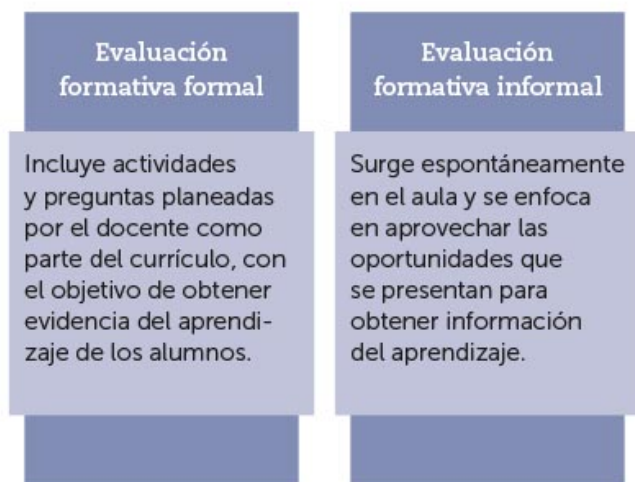 Evaluación
formativa formal
Incluye actividades
y preguntas planeadas
por el docente como
parte del currículo, con
el objetivo de obtener
evidencia del aprendi-
zaje de los alumnos.
Evaluación
formativa informal
Surge espontáneamente
en el aula y se enfoca
en aprovechar las
oportunidades que
se presentan para
obtener información
del aprendizaje.